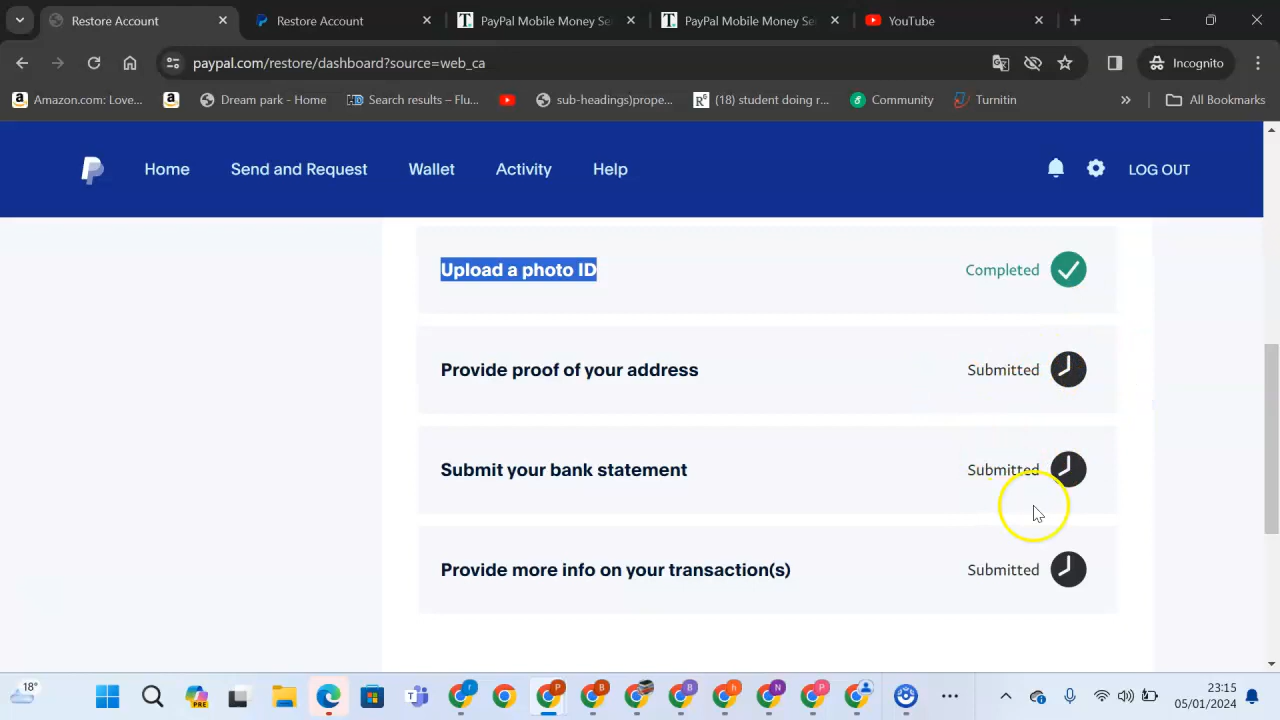 Restore Account
Restore Account
PayPal Mobile Money Se
PayPal Mobile Money Se
YouTube
paypal.com/restore/dashboard?source=web_ca
Incognito
Amazon.com: Love...
Dream park - Home
Search results – Flu...
sub-headings)prope...
(18) student doing r...
Community
Turnitin
All Bookmarks
Home
Send and Request
Wallet
Activity
Help
LOG OUT
Upload a photo ID
Completed
Provide proof of your address
Submitted
Submit your bank statement
Submitted
Provide more info on your transaction(s)
Submitted
18°
PRE
23:15
05/01/2024